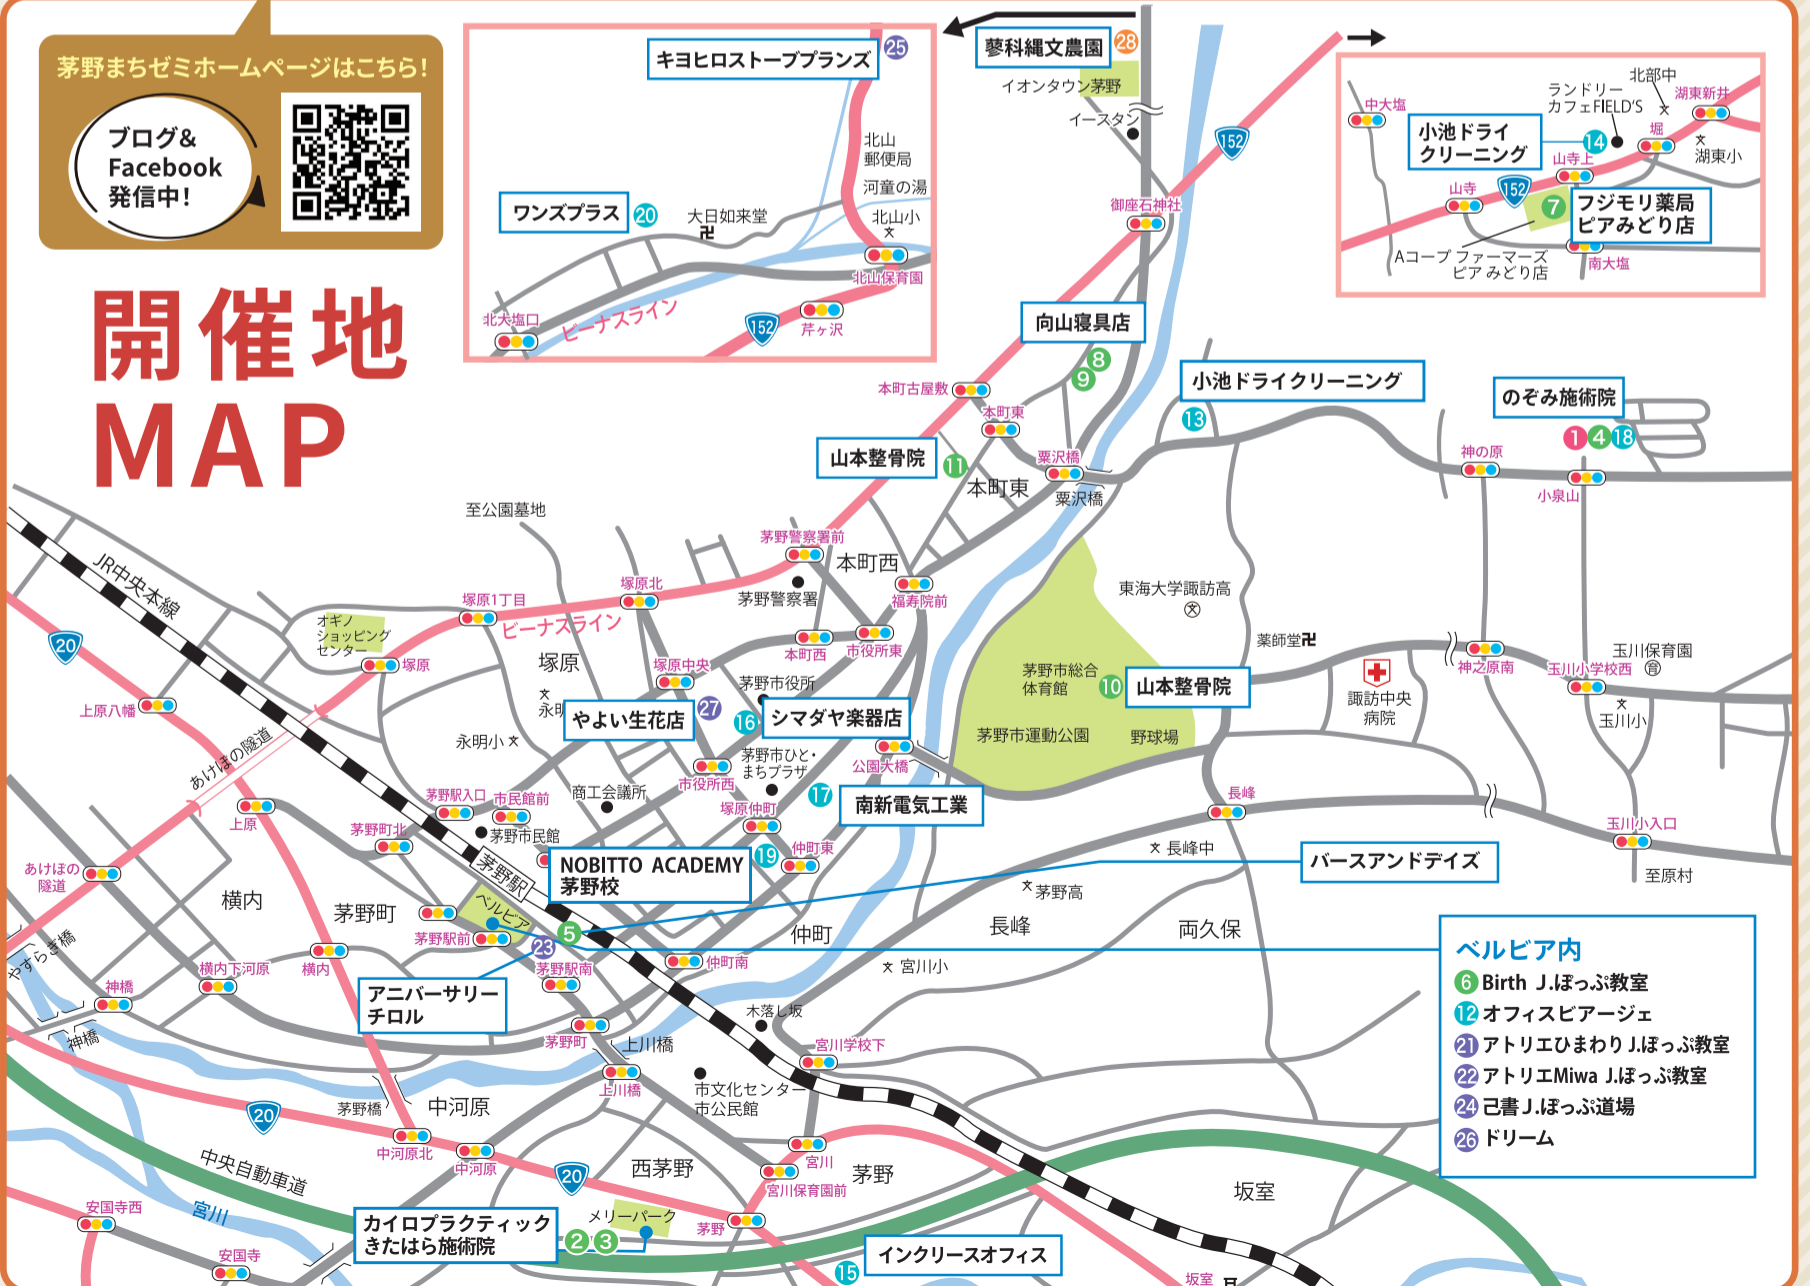 茅野まちゼミホームページはこちら!
ブログ&
Facebook
発信中!
開催地
MAP
キヨヒロストーブプランズ
25
北山
郵便局
河童の湯
ワンズプラス
20
大日如来堂
北山小
北山保育園
北大塩口
ビーナスライン
152
芹ヶ沢
蓼科縄文農園
28
イオンタウン茅野
イースタン
152
御座石神社
中大塩
ランドリー
カフェFIELD'S
北部中
湖東新井
小池ドライ
クリーニング
14
堀
湖東小
山寺上
山寺
152
7
フジモリ薬局
ピアみどり店
Aコープ ファーマーズ
ピア みどり店
南大塩
向山寝具店
8
9
本町古屋敷
本町東
小池ドライクリーニング
13
のぞみ施術院
1
4
18
山本整骨院
11
本町東
粟沢橋
粟沢橋
神の原
小泉山
至公園墓地
茅野警察署前
本町西
茅野警察署
福寿院前
JR中央本線
塚原北
塚原1丁目
ビーナスライン
オギノ
ショッピング
センター
塚原
20
塚原
本町西
市役所東
東海大学諏訪高
薬師堂
神之原南
玉川小学校西
玉川保育園
育
玉川小
諏訪中央
病院
茅野市総合
体育館
10
山本整骨院
茅野市運動公園
野球場
上原八幡
塚原中央
茅野市役所
永明
やよい生花店
27
16
シマダヤ楽器店
永明小
あけぼの隧道
公園大橋
市役所西
茅野市ひと・
まちプラザ
茅野駅入口
市民館前
商工会議所
17
南新電気工業
長峰
上原
茅野町北
茅野市民館
塚原仲町
玉川小入口
あけぼの
隧道
茅野駅
NOBITTO ACADEMY
茅野校
19
仲町東
長峰中
バースアンドデイズ
茅野高
至原村
横内
茅野町
ベルビア
5
23
茅野駅前
茅野駅南
仲町
長峰
両久保
やすらぎ橋
横内下河原
横内
仲町南
宮川小
神橋
アニバーサリー
チロル
木落し坂
神橋
茅野町
上川橋
宮川学校下
上川橋
市文化センター
市公民館
茅野橋
中河原
20
中河原北
中河原
中央自動車道
西茅野
20
宮川
宮川保育園前
茅野
坂室
安国寺西
宮川
カイロプラクティック
きたはら施術院
2
3
メリーパーク
茅野
安国寺
15
インクリースオフィス
坂室
ベルビア内
6 Birth J.ぽっぷ教室
12 オフィスビアージェ
21 アトリエひまわり J.ぽっぷ教室
22 アトリエMiwa J.ぽっぷ教室
24 己書 J.ぽっぷ道場
26 ドリーム